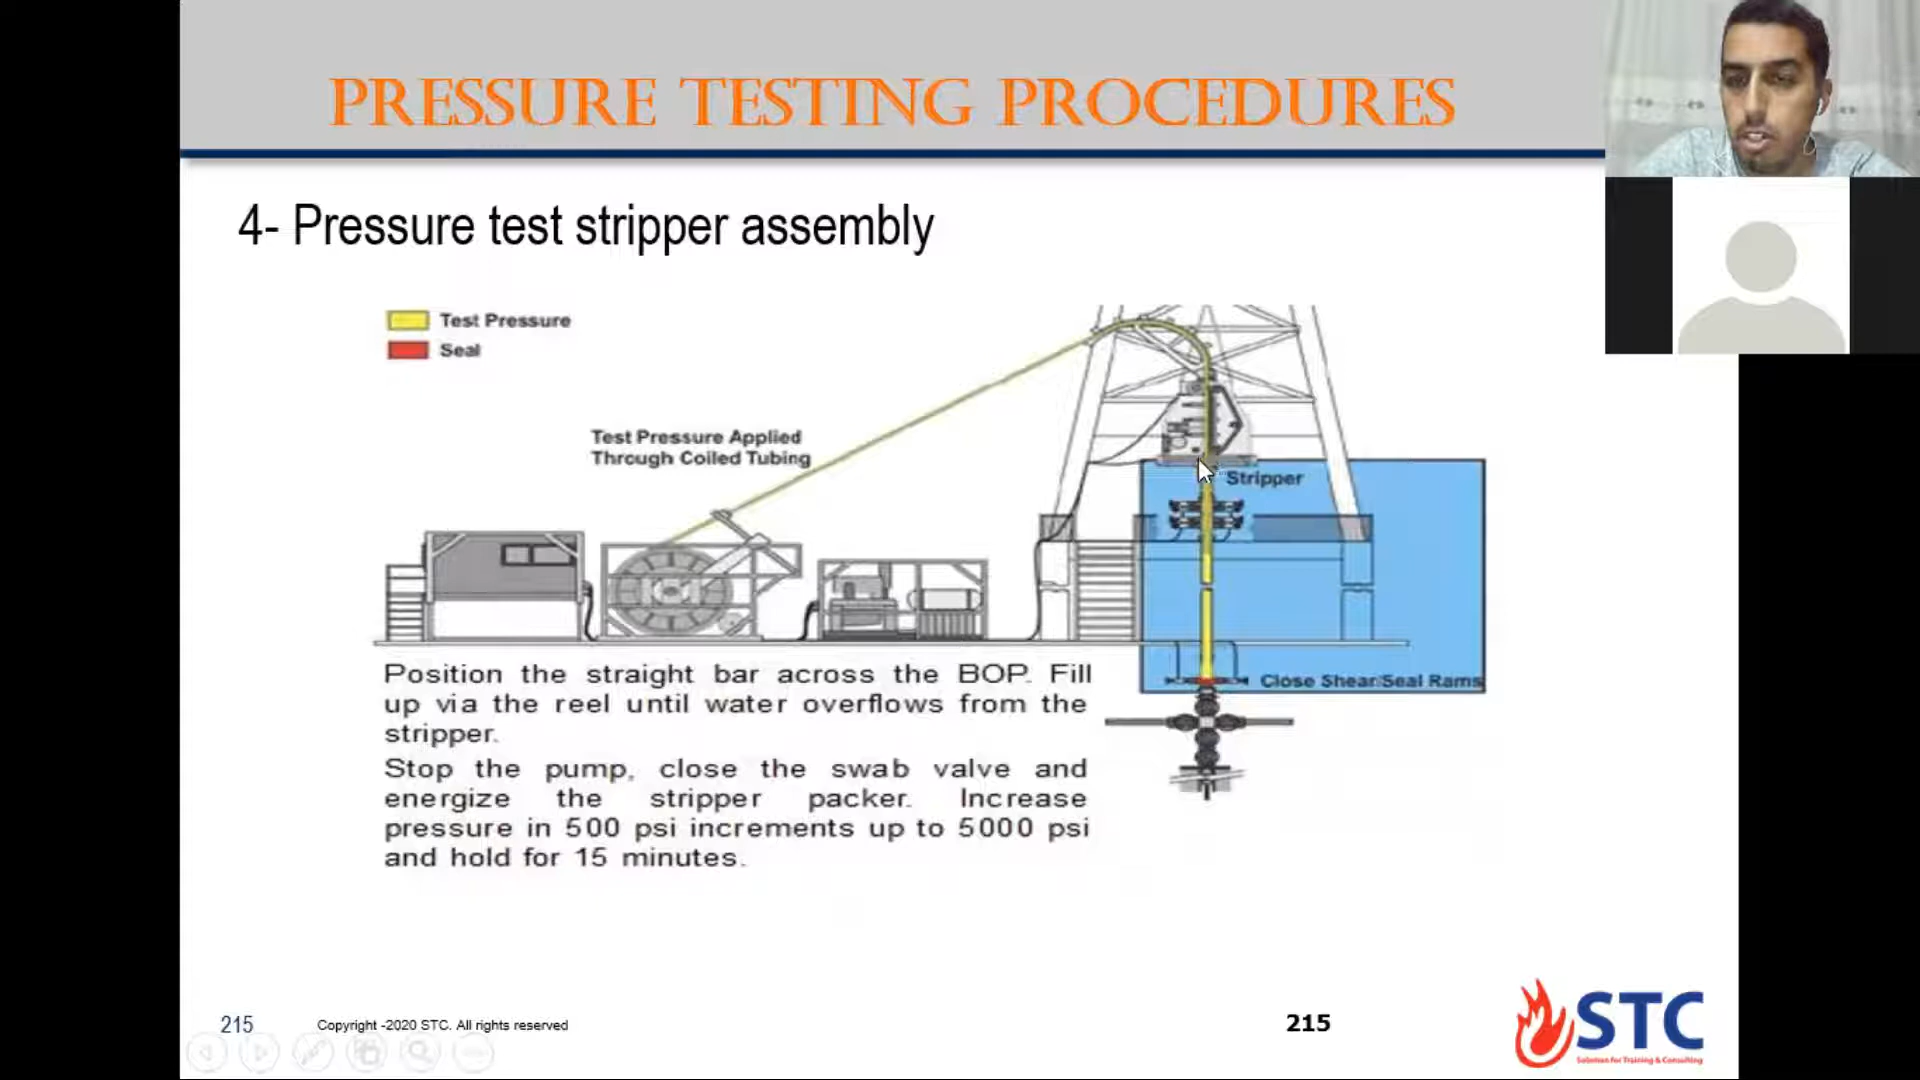 PRESSURE TESTING PROCEDURES
4- Pressure test stripper assembly
Test Pressure
Seal
Test Pressure Applied
Through Coiled Tubing
Stripper
Close Shear/Seal Rams
Position the straight bar across the BOP. Fill
up via the reel until water overflows from the
stripper.
Stop the pump, close the swab valve and
energize the stripper packer. Increase
pressure in 500 psi increments up to 5000 psi
and hold for 15 minutes.
215
Copyright -2020 STC. All rights reserved
215
STC
Solution for Training & Consulting